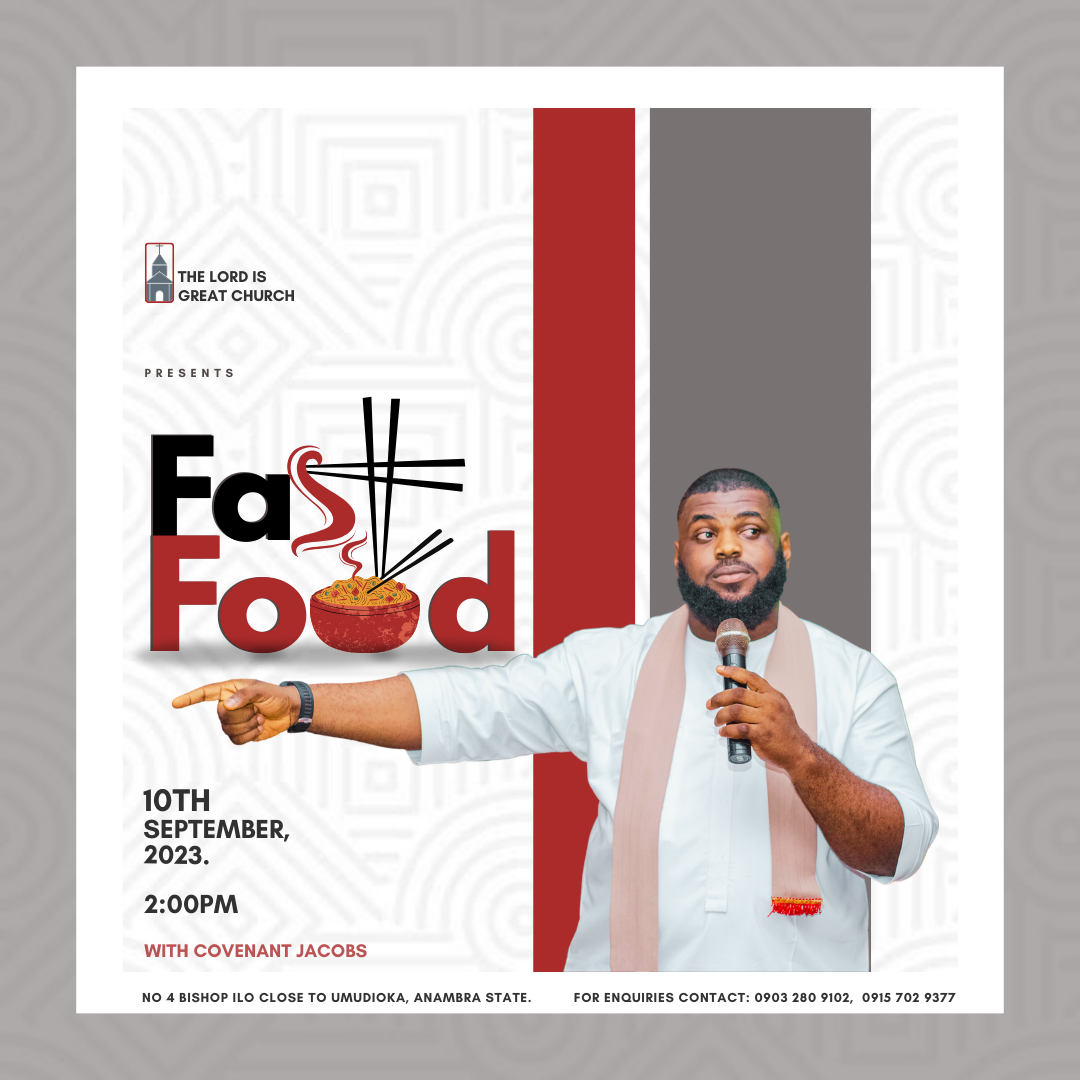 THE LORD IS
GREAT CHURCH
PRESENTS
Fast
Food
10TH
SEPTEMBER,
2023.
2:00PM
WITH COVENANT JACOBS
NO 4 BISHOP ILO CLOSE TO UMUDIOKA, ANAMBRA STATE.
FOR ENQUIRIES CONTACT: 0903 280 9102, 0915 702 9377